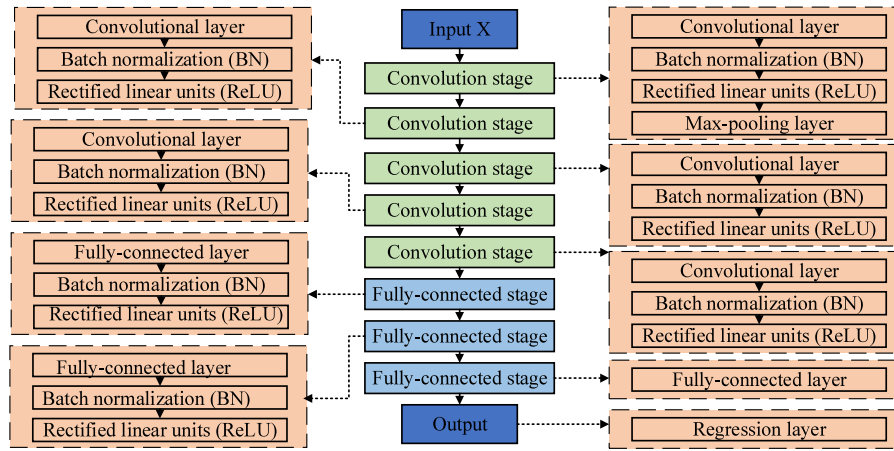 Convolutional layer
Batch normalization (BN)
Rectified linear units (ReLU)
Convolutional layer
Batch normalization (BN)
Rectified linear units (ReLU)
Fully-connected layer
Batch normalization (BN)
Rectified linear units (ReLU)
Fully-connected layer
Batch normalization (BN)
Rectified linear units (ReLU)
Input X
Convolution stage
Convolution stage
Convolution stage
Convolution stage
Convolution stage
Fully-connected stage
Fully-connected stage
Fully-connected stage
Output
Convolutional layer
Batch normalization (BN)
Rectified linear units (ReLU)
Max-pooling layer
Convolutional layer
Batch normalization (BN)
Rectified linear units (ReLU)
Convolutional layer
Batch normalization (BN)
Rectified linear units (ReLU)
Fully-connected layer
Regression layer